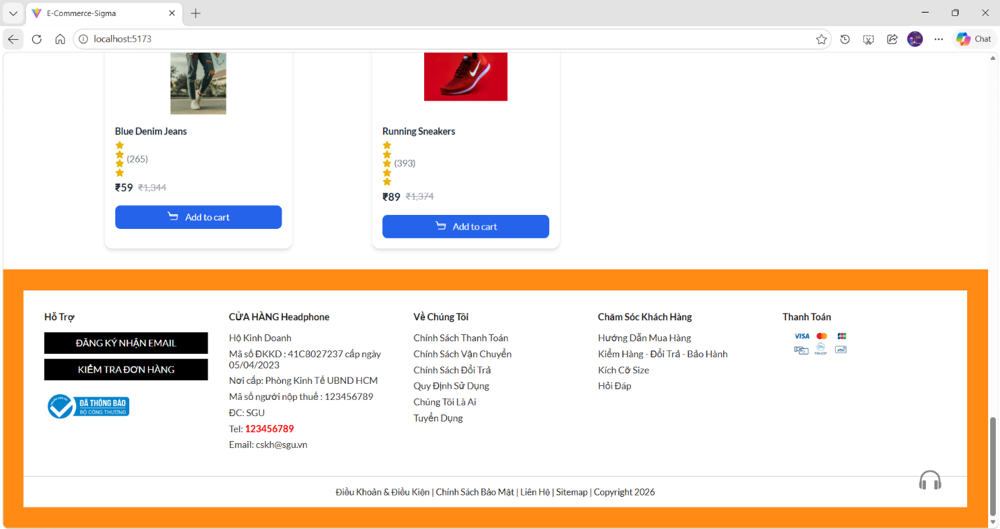 E-Commerce-Sigma
localhost:5173
Chat
Blue Denim Jeans
(265)
₹59 ₹1,344
Add to cart
Running Sneakers
(393)
₹89 ₹1,374
Add to cart
Hỗ Trợ
ĐĂNG KÝ NHẬN EMAIL
KIỂM TRA ĐƠN HÀNG
ĐÃ THÔNG BÁO
BỘ CÔNG THƯƠNG
CỬA HÀNG Headphone
Hộ Kinh Doanh
Mã số ĐKKD : 41C8027237 cấp ngày
05/04/2023
Nơi cấp: Phòng Kinh Tế UBND HCM
Mã số người nộp thuế : 123456789
ĐC: SGU
Tel: 123456789
Email: cskh@sgu.vn
Về Chúng Tôi
Chính Sách Thanh Toán
Chính Sách Vận Chuyển
Chính Sách Đổi Trả
Quy Định Sử Dụng
Chúng Tôi Là Ai
Tuyển Dụng
Chăm Sóc Khách Hàng
Hướng Dẫn Mua Hàng
Kiểm Hàng - Đổi Trả - Bảo Hành
Kích Cỡ Size
Hỏi Đáp
Thanh Toán
VISA
JCB
0%
TRẢ GÓP
ATM
Điều Khoản & Điều Kiện | Chính Sách Bảo Mật | Liên Hệ | Sitemap | Copyright 2026